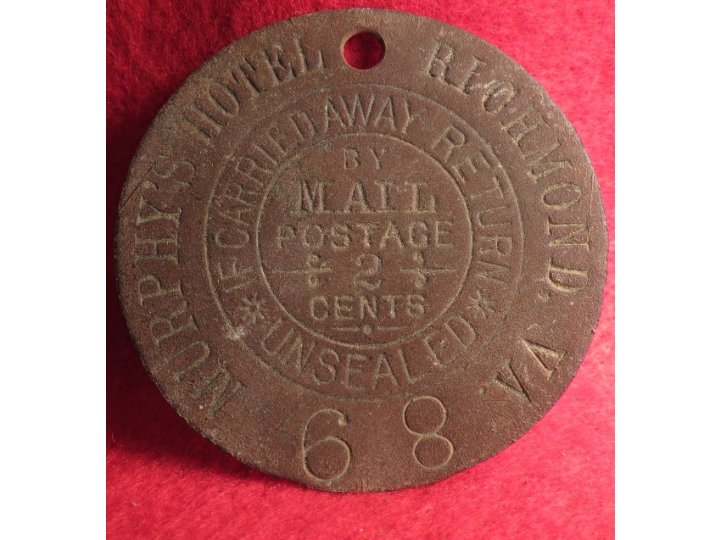 MURPHY'S HOTEL RICHMOND, VA.
IF CARRIED AWAY RETURN
UNSEALED
BY
MAIL
POSTAGE
2
CENTS
68